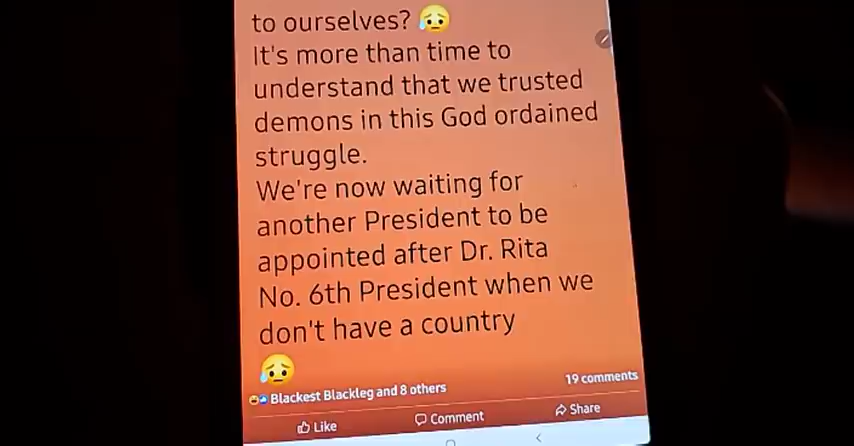 to ourselves? 😥
It's more than time to
understand that we trusted
demons in this God ordained
struggle.
We're now waiting for
another President to be
appointed after Dr. Rita
No. 6th President when we
don't have a country
😥
Blackest Blackleg and 8 others 19 comments
Like Comment Share